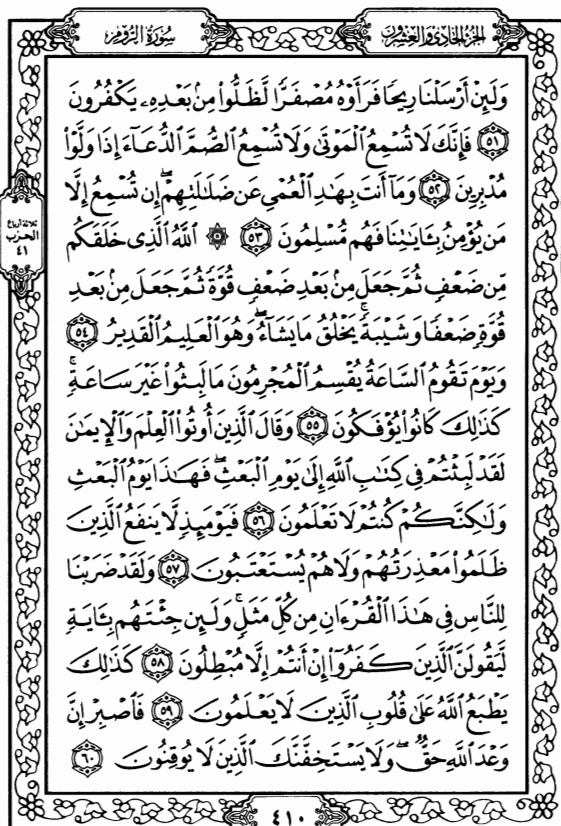 الجزء الحادي والعشرون
سورة الروم
وَلَئِنْ أَرْسَلْنَا رِيحًا فَرَأَوْهُ مُصْفَرًّا لَّظَلُّوا۟ مِنۢ بَعْدِهِۦ يَكْفُرُونَ
۝٥١ فَإِنَّكَ لَا تُسْمِعُ ٱلْمَوْتَىٰ وَلَا تُسْمِعُ ٱلصُّمَّ ٱلدُّعَآءَ إِذَا وَلَّوْا۟
مُدْبِرِينَ ۝٥٢ وَمَآ أَنتَ بِهَٰدِ ٱلْعُمْىِ عَن ضَلَٰلَتِهِمْ ۖ إِن تُسْمِعُ إِلَّا
مَن يُؤْمِنُ بِـَٔايَٰتِنَا فَهُم مُّسْلِمُونَ ۝٥٣ ۞ ٱللَّهُ ٱلَّذِى خَلَقَكُم
مِّن ضَعْفٍ ثُمَّ جَعَلَ مِنۢ بَعْدِ ضَعْفٍ قُوَّةً ثُمَّ جَعَلَ مِنۢ بَعْدِ
قُوَّةٍ ضَعْفًا وَشَيْبَةً ۚ يَخْلُقُ مَا يَشَآءُ ۖ وَهُوَ ٱلْعَلِيمُ ٱلْقَدِيرُ ۝٥٤
وَيَوْمَ تَقُومُ ٱلسَّاعَةُ يُقْسِمُ ٱلْمُجْرِمُونَ مَا لَبِثُوا۟ غَيْرَ سَاعَةٍ ۚ
كَذَٰلِكَ كَانُوا۟ يُؤْفَكُونَ ۝٥٥ وَقَالَ ٱلَّذِينَ أُوتُوا۟ ٱلْعِلْمَ وَٱلْإِيمَٰنَ
لَقَدْ لَبِثْتُمْ فِى كِتَٰبِ ٱللَّهِ إِلَىٰ يَوْمِ ٱلْبَعْثِ ۖ فَهَٰذَا يَوْمُ ٱلْبَعْثِ
وَلَٰكِنَّكُمْ كُنتُمْ لَا تَعْلَمُونَ ۝٥٦ فَيَوْمَئِذٍ لَّا يَنفَعُ ٱلَّذِينَ
ظَلَمُوا۟ مَعْذِرَتُهُمْ وَلَا هُمْ يُسْتَعْتَبُونَ ۝٥٧ وَلَقَدْ ضَرَبْنَا
لِلنَّاسِ فِى هَٰذَا ٱلْقُرْءَانِ مِن كُلِّ مَثَلٍ ۚ وَلَئِن جِئْتَهُم بِـَٔايَةٍ
لَّيَقُولَنَّ ٱلَّذِينَ كَفَرُوٓا۟ إِنْ أَنتُمْ إِلَّا مُبْطِلُونَ ۝٥٨ كَذَٰلِكَ
يَطْبَعُ ٱللَّهُ عَلَىٰ قُلُوبِ ٱلَّذِينَ لَا يَعْلَمُونَ ۝٥٩ فَٱصْبِرْ إِنَّ
وَعْدَ ٱللَّهِ حَقٌّ ۖ وَلَا يَسْتَخِفَّنَّكَ ٱلَّذِينَ لَا يُوقِنُونَ ۝٦٠
ثلاثة أرباع
الحزب
٤١
٤١٠